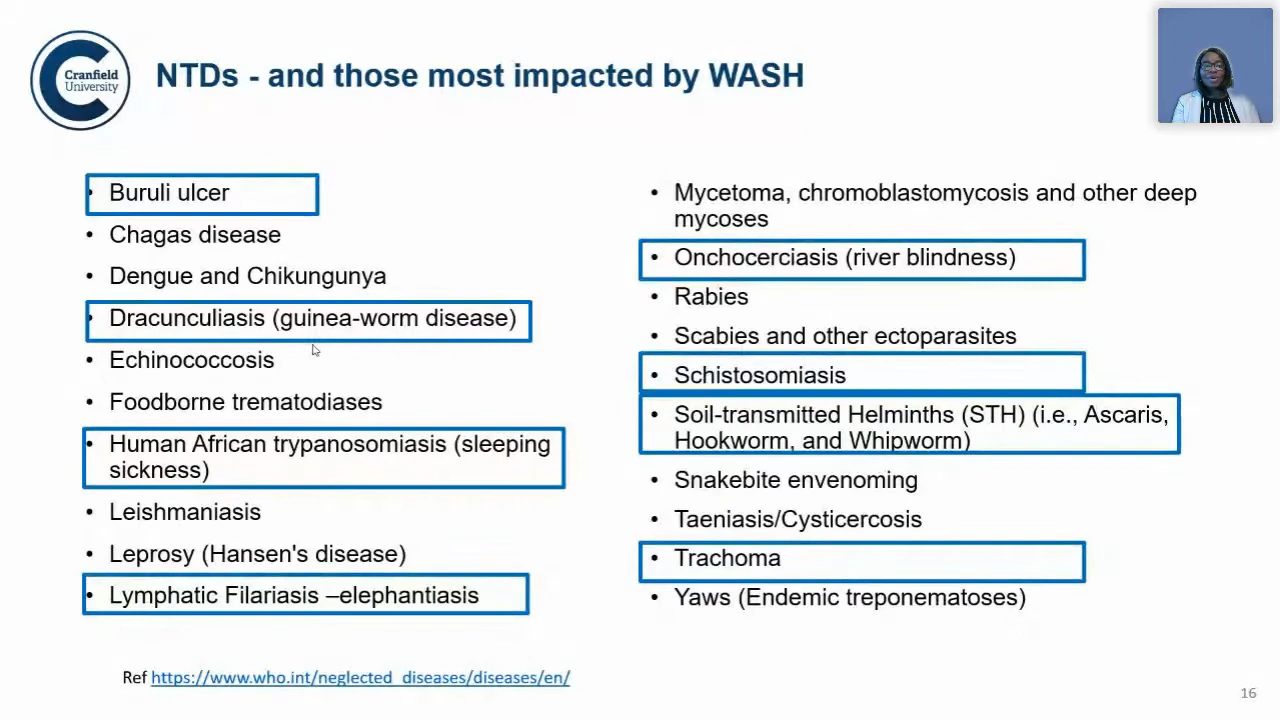 Cranfield
University
NTDs - and those most impacted by WASH
• Buruli ulcer
• Chagas disease
• Dengue and Chikungunya
• Dracunculiasis (guinea-worm disease)
• Echinococcosis
• Foodborne trematodiases
• Human African trypanosomiasis (sleeping
sickness)
• Leishmaniasis
• Leprosy (Hansen's disease)
• Lymphatic Filariasis –elephantiasis
• Mycetoma, chromoblastomycosis and other deep
mycoses
• Onchocerciasis (river blindness)
• Rabies
• Scabies and other ectoparasites
• Schistosomiasis
• Soil-transmitted Helminths (STH) (i.e., Ascaris,
Hookworm, and Whipworm)
• Snakebite envenoming
• Taeniasis/Cysticercosis
• Trachoma
• Yaws (Endemic treponematoses)
Ref https://www.who.int/neglected_diseases/diseases/en/
16